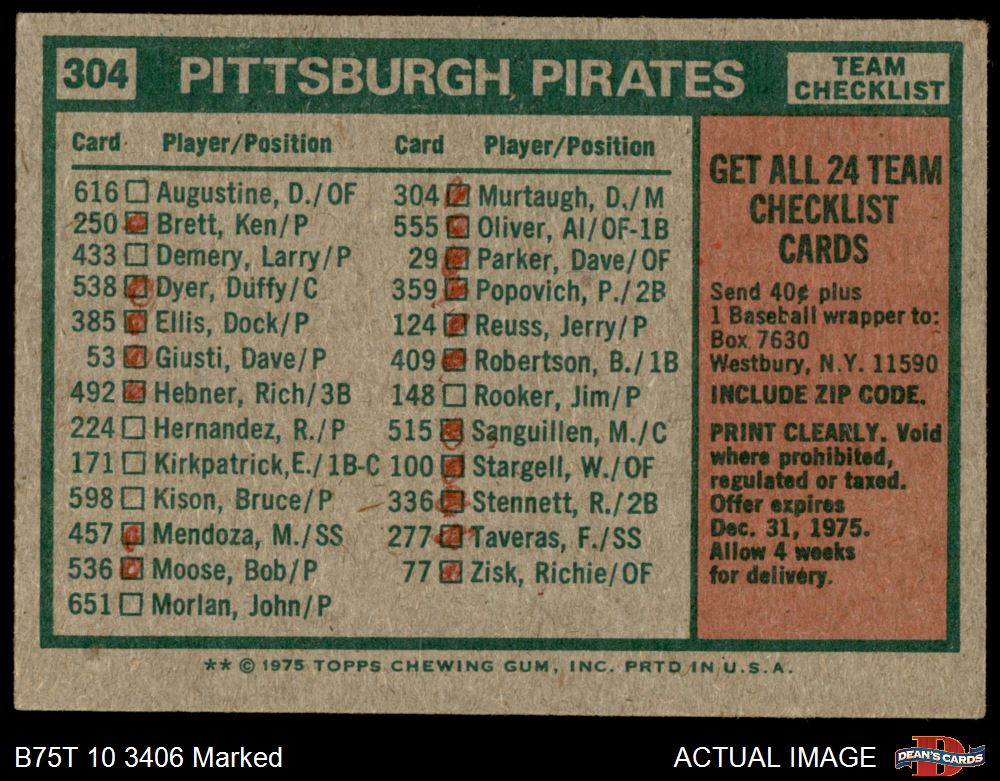 304 PITTSBURGH PIRATES TEAM CHECKLIST
Card Player/Position
616 Augustine, D./OF
250 Brett, Ken/P
433 Demery, Larry/P
538 Dyer, Duffy/C
385 Ellis, Dock/P
53 Giusti, Dave/P
492 Hebner, Rich/3B
224 Hernandez, R./P
171 Kirkpatrick,E./1B-C
598 Kison, Bruce/P
457 Mendoza, M./SS
536 Moose, Bob/P
651 Morlan, John/P
Card Player/Position
304 Murtaugh, D./M
555 Oliver, Al/OF-1B
29 Parker, Dave/OF
359 Popovich, P./2B
124 Reuss, Jerry/P
409 Robertson, B./1B
148 Rooker, Jim/P
515 Sanguillen, M./C
100 Stargell, W./OF
336 Stennett, R./2B
277 Taveras, F./SS
77 Zisk, Richie/OF
GET ALL 24 TEAM
CHECKLIST
CARDS
Send 40¢ plus
1 Baseball wrapper to:
Box 7630
Westbury, N.Y. 11590
INCLUDE ZIP CODE.
PRINT CLEARLY. Void
where prohibited,
regulated or taxed.
Offer expires
Dec. 31, 1975.
Allow 4 weeks
for delivery.
** © 1975 TOPPS CHEWING GUM, INC. PRTD IN U.S.A.
B75T 10 3406 Marked
ACTUAL IMAGE
D
DEAN'S CARDS